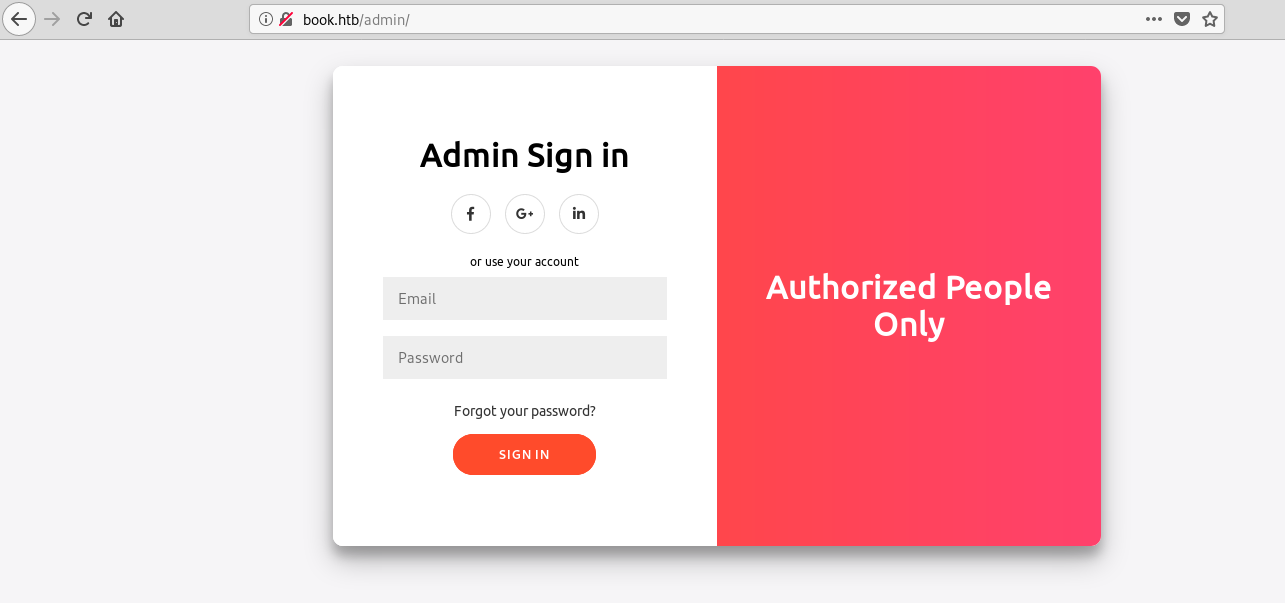 book.htb/admin/
Admin Sign in
G+
in
or use your account
Email
Password
Forgot your password?
SIGN IN
Authorized People
Only